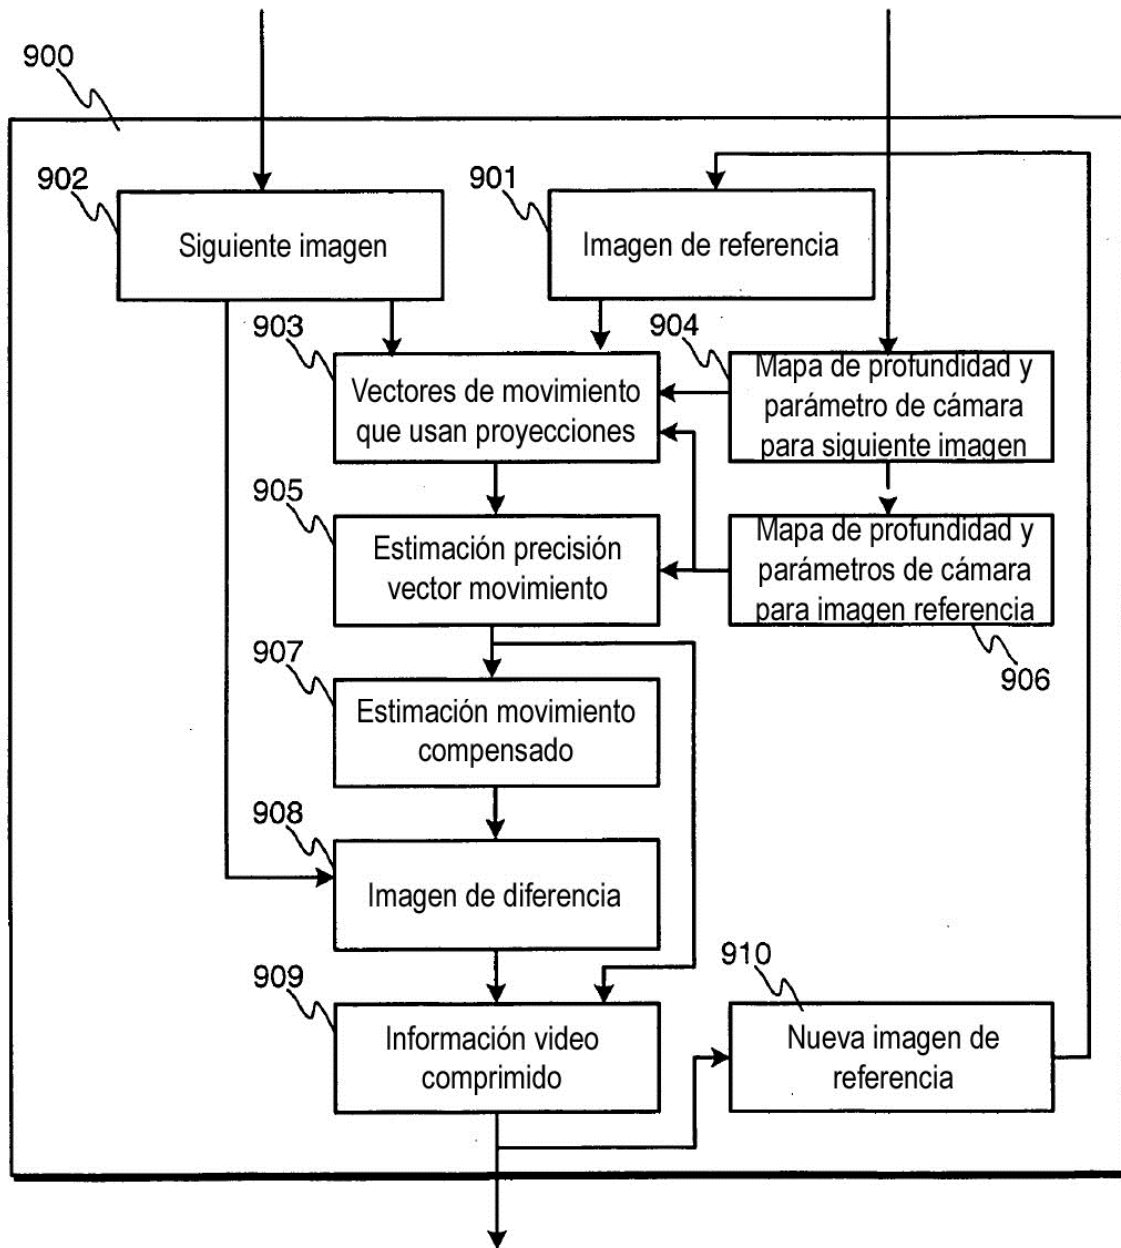 900
902
Siguiente imagen
901
Imagen de referencia
903
Vectores de movimiento
que usan proyecciones
904
Mapa de profundidad y
parámetro de cámara
para siguiente imagen
905
Estimación precisión
vector movimiento
Mapa de profundidad y
parámetros de cámara
para imagen referencia
906
907
Estimación movimiento
compensado
908
Imagen de diferencia
909
Información video
comprimido
910
Nueva imagen de
referencia